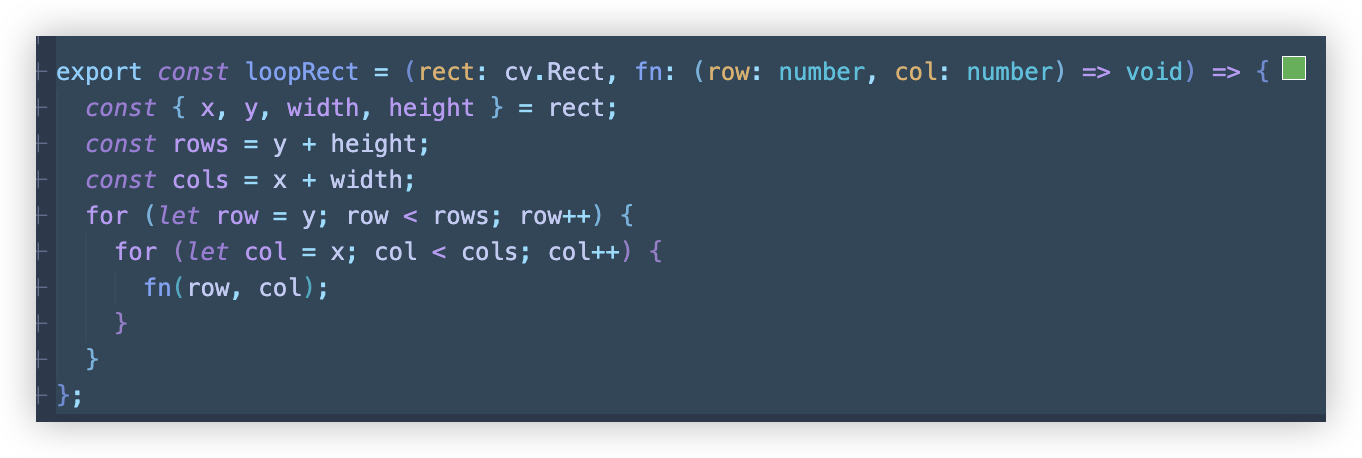 export const loopRect = (rect: cv.Rect, fn: (row: number, col: number) => void) => {
  const { x, y, width, height } = rect;
  const rows = y + height;
  const cols = x + width;
  for (let row = y; row < rows; row++) {
    for (let col = x; col < cols; col++) {
      fn(row, col);
    }
  }
};